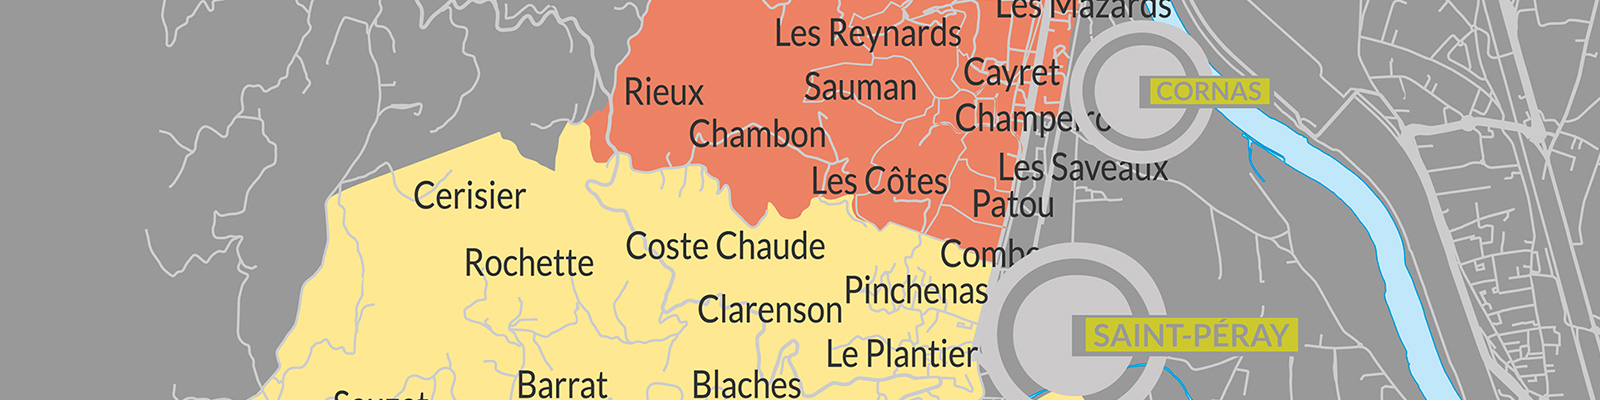 Les Mazards
Les Reynards
Cayret
Sauman
Rieux
CORNAS
Chambon
Les Saveaux
Les Côtes
Cerisier
Patou
Coste Chaude
Rochette
Pinchenas
Clarenson
SAINT-PÉRAY
Le Plantier
Barrat
Blaches